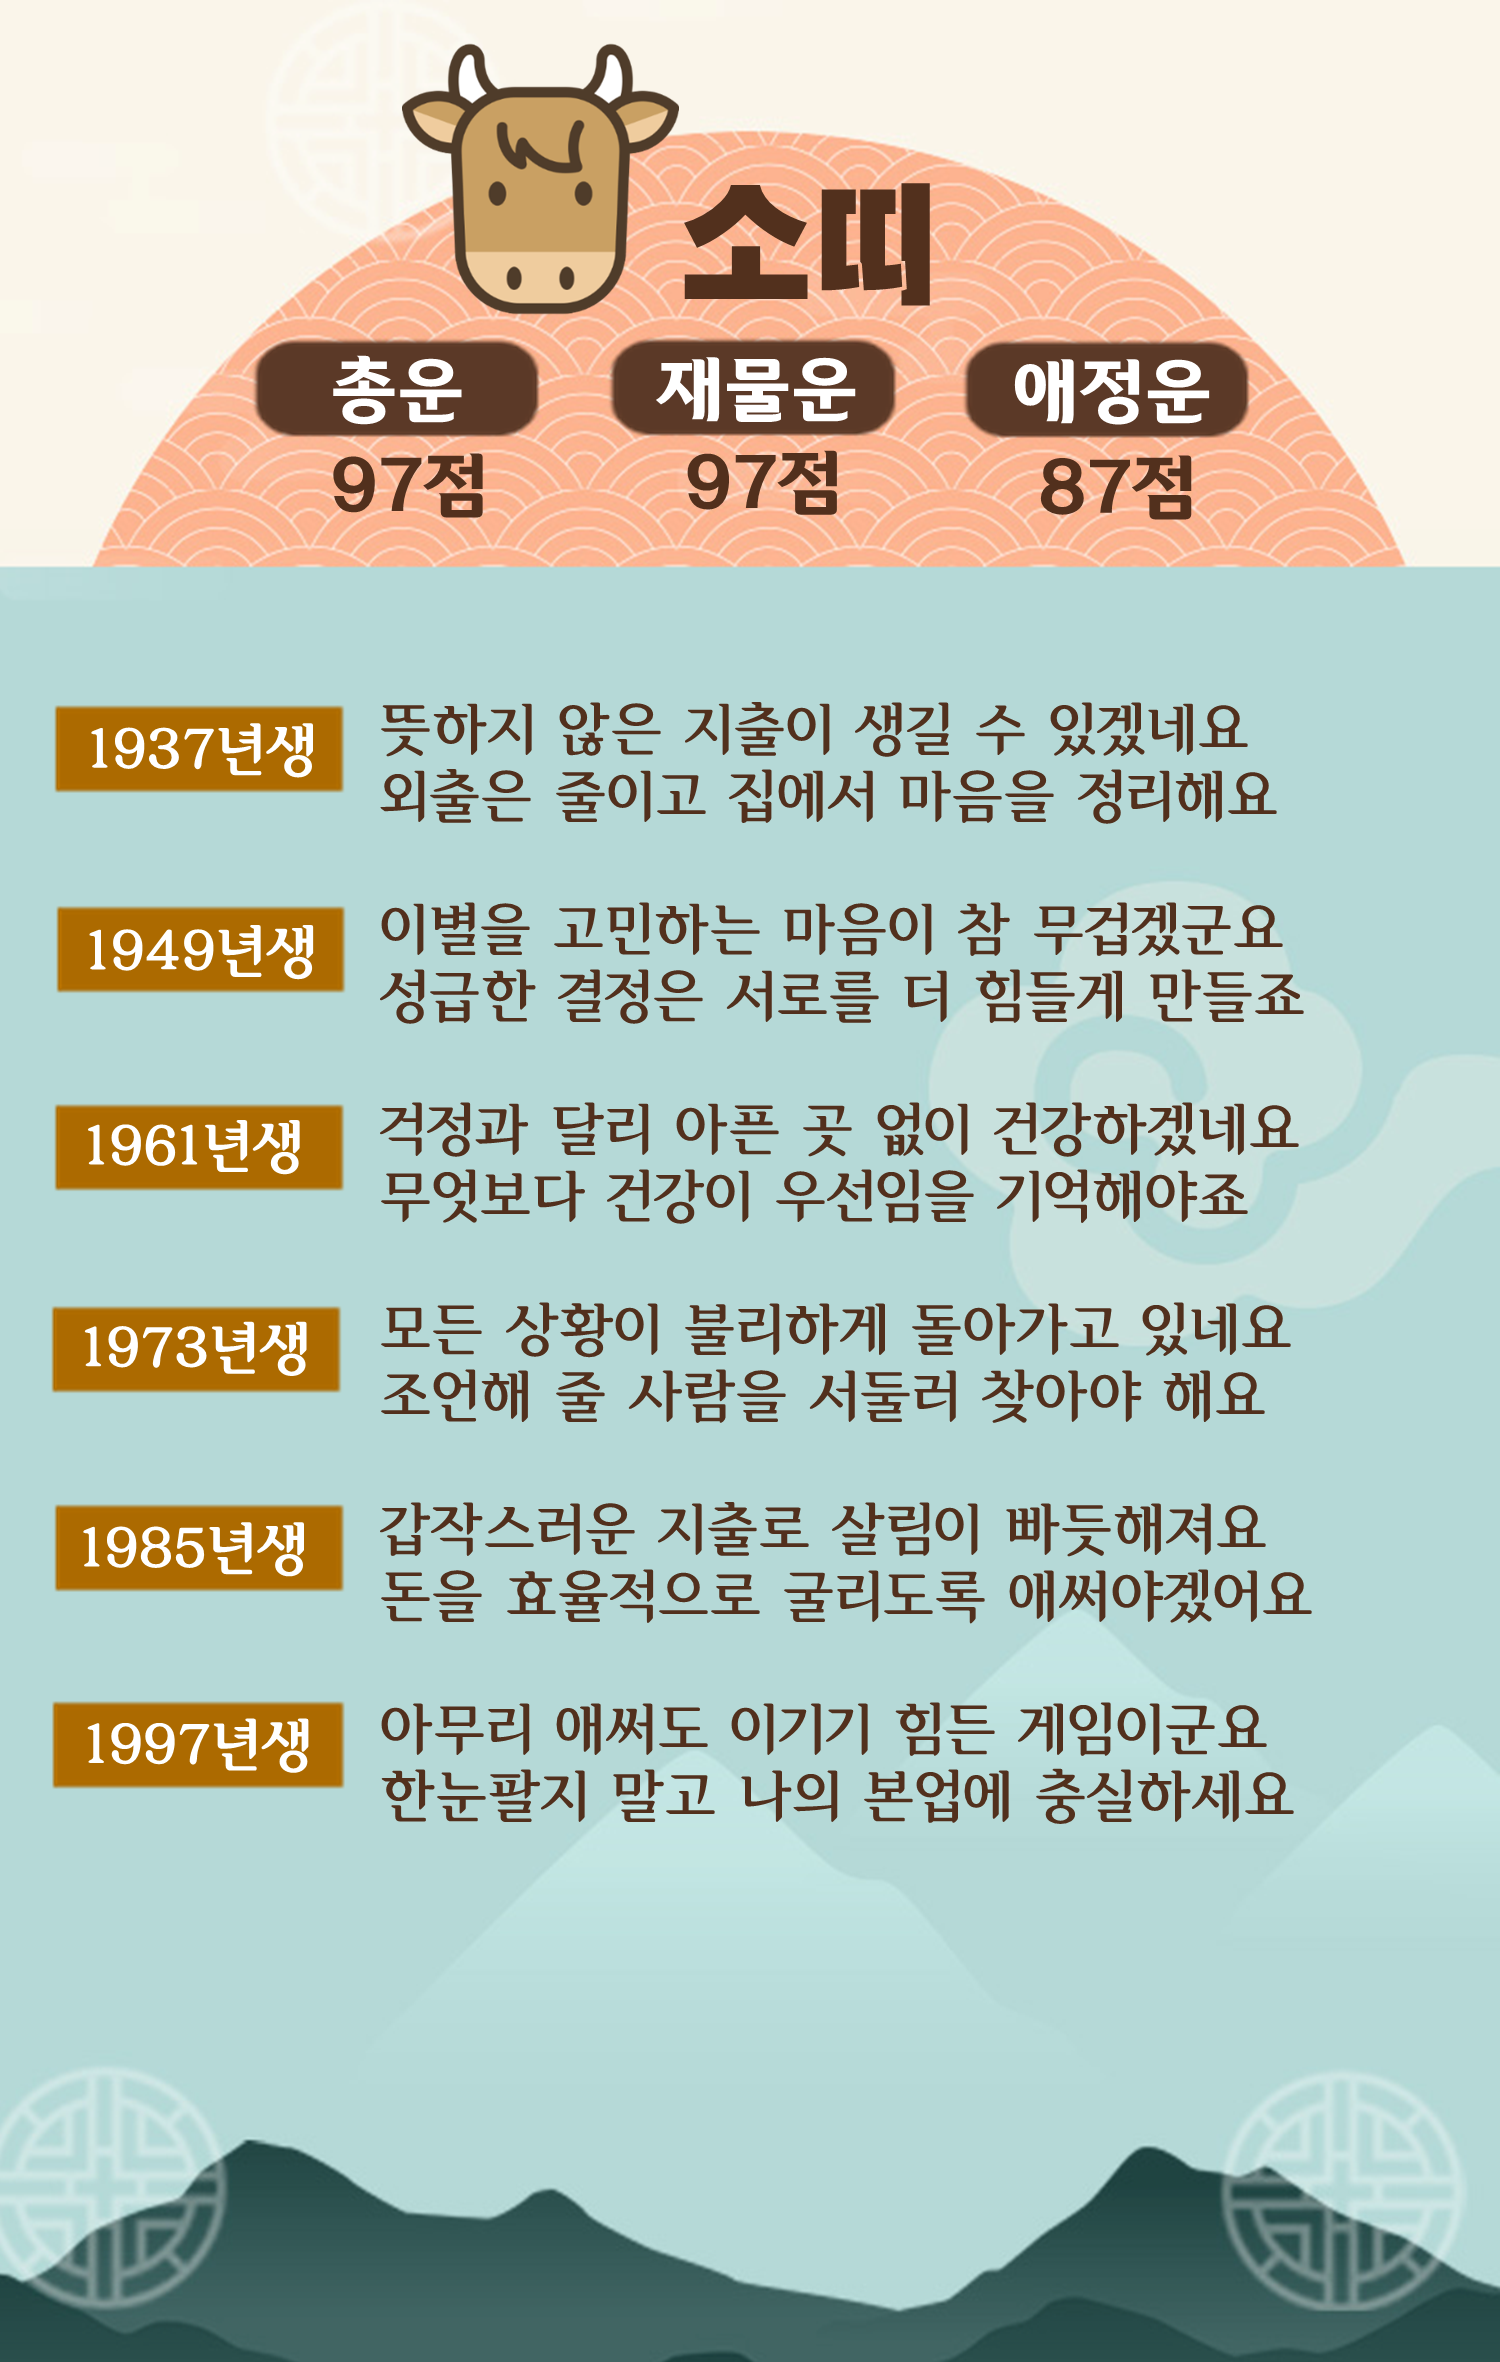 소띠
총운 재물운 애정운
97점 97점 87점
1937년생 뜻하지 않은 지출이 생길 수 있겠네요
외출은 줄이고 집에서 마음을 정리해요
1949년생 이별을 고민하는 마음이 참 무겁겠군요
성급한 결정은 서로를 더 힘들게 만들죠
1961년생 걱정과 달리 아픈 곳 없이 건강하겠네요
무엇보다 건강이 우선임을 기억해야죠
1973년생 모든 상황이 불리하게 돌아가고 있네요
조언해 줄 사람을 서둘러 찾아야 해요
1985년생 갑작스러운 지출로 살림이 빠듯해져요
돈을 효율적으로 굴리도록 애써야겠어요
1997년생 아무리 애써도 이기기 힘든 게임이군요
한눈팔지 말고 나의 본업에 충실하세요